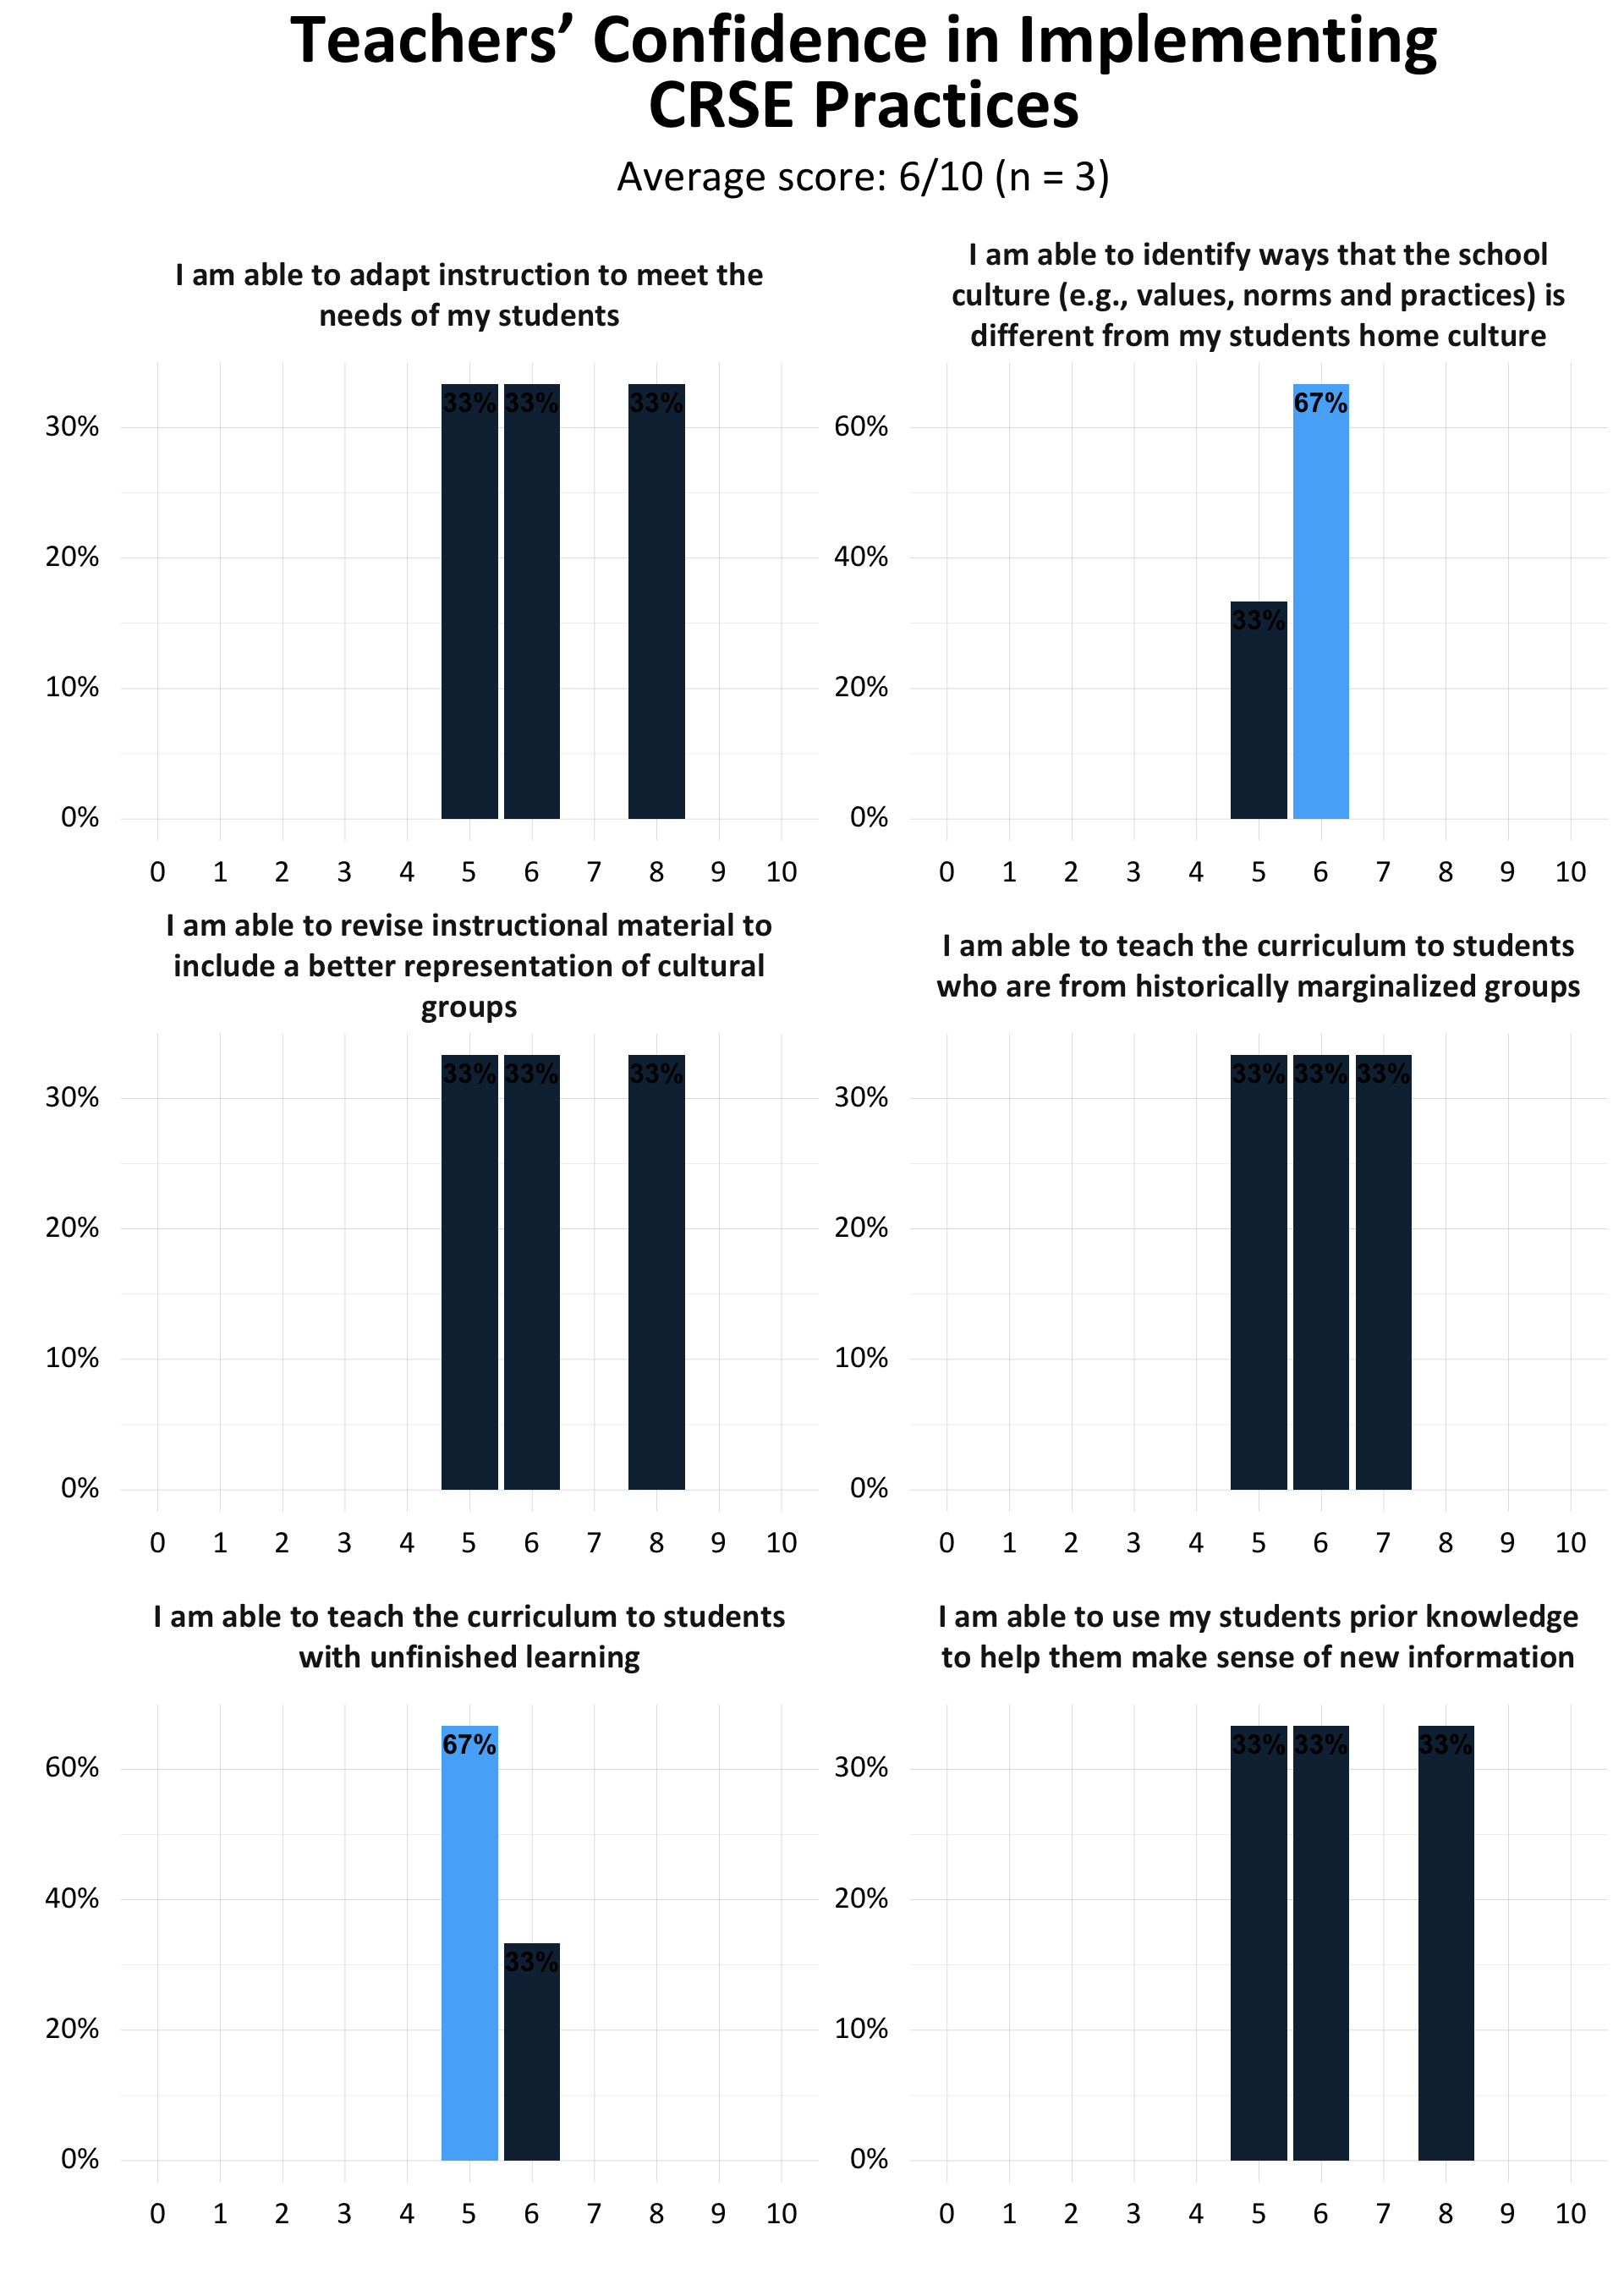 Teachers’ Confidence in Implementing
CRSE Practices
Average score: 6/10 (n = 3)
I am able to adapt instruction to meet the
needs of my students
33% 33% 33%
30%
20%
10%
0%
0 1 2 3 4 5 6 7 8 9 10
I am able to identify ways that the school
culture (e.g., values, norms and practices) is
different from my students home culture
67%
60%
40%
33%
20%
0%
0 1 2 3 4 5 6 7 8 9 10
I am able to revise instructional material to
include a better representation of cultural
groups
33% 33% 33%
30%
20%
10%
0%
0 1 2 3 4 5 6 7 8 9 10
I am able to teach the curriculum to students
who are from historically marginalized groups
33% 33% 33%
30%
20%
10%
0%
0 1 2 3 4 5 6 7 8 9 10
I am able to teach the curriculum to students
with unfinished learning
67%
60%
40%
33%
20%
0%
0 1 2 3 4 5 6 7 8 9 10
I am able to use my students prior knowledge
to help them make sense of new information
33% 33% 33%
30%
20%
10%
0%
0 1 2 3 4 5 6 7 8 9 10